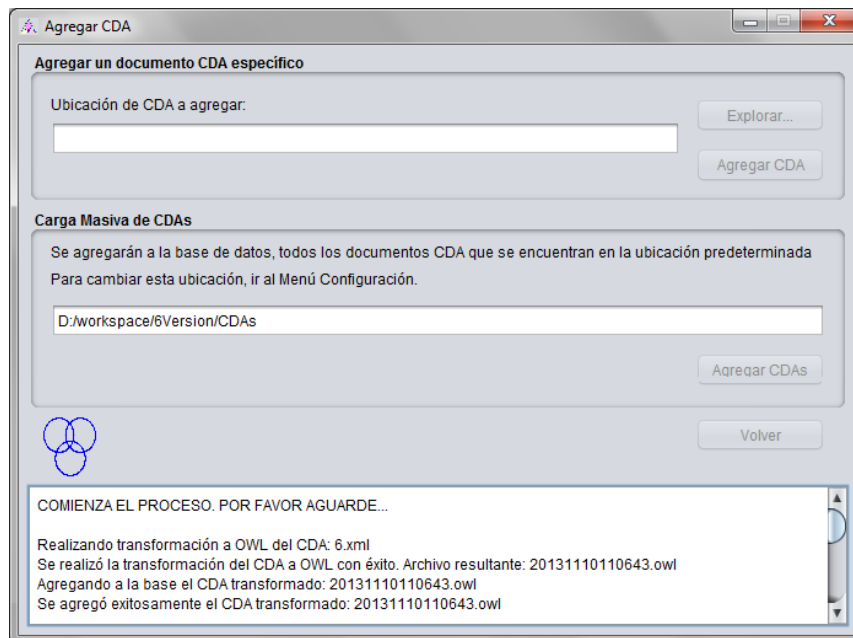 Agregar CDA
Agregar un documento CDA específico
Ubicación de CDA a agregar:
Explorar...
Agregar CDA
Carga Masiva de CDAs
Se agregarán a la base de datos, todos los documentos CDA que se encuentran en la ubicación predeterminada
Para cambiar esta ubicación, ir al Menú Configuración.
D:/workspace/6Version/CDAs
Agregar CDAs
Volver
COMIENZA EL PROCESO. POR FAVOR AGUARDE...
Realizando transformación a OWL del CDA: 6.xml
Se realizó la transformación del CDA a OWL con éxito. Archivo resultante: 20131110110643.owl
Agregando a la base el CDA transformado: 20131110110643.owl
Se agregó exitosamente el CDA transformado: 20131110110643.owl